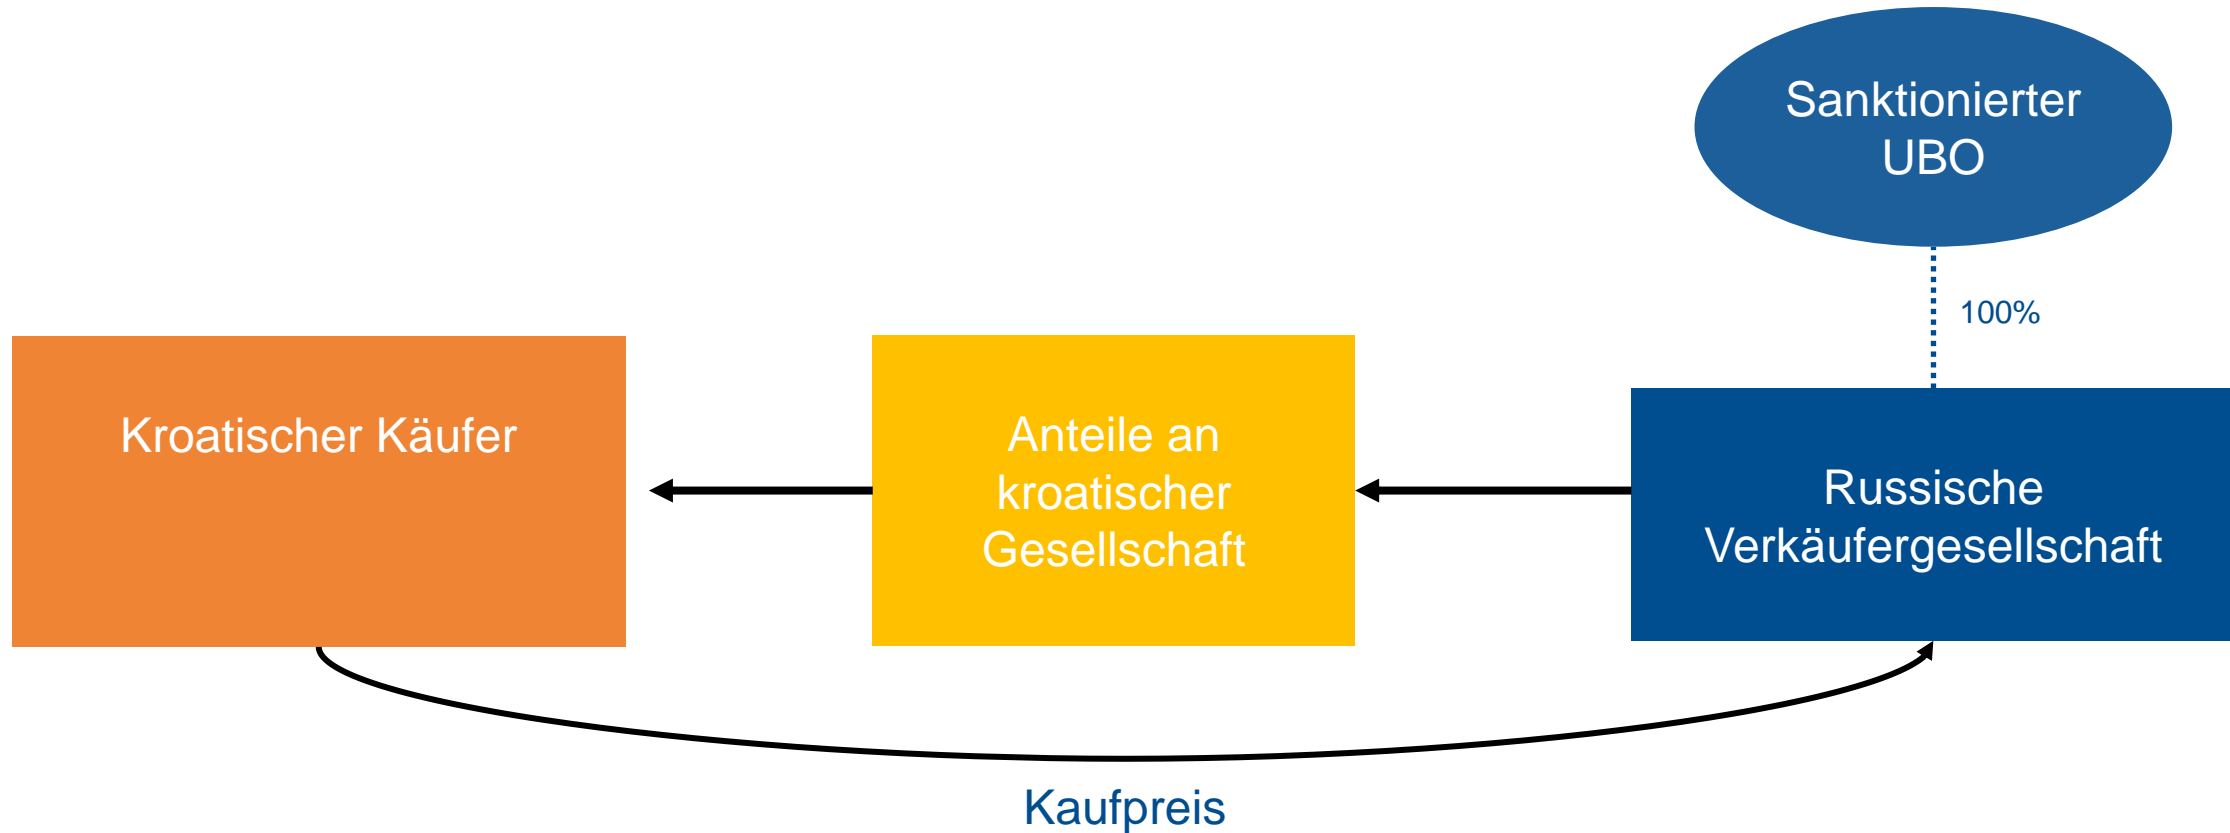 Sanktionierter
UBO
100%
Kroatischer Käufer
Anteile an
kroatischer
Gesellschaft
Russische
Verkäufergesellschaft
Kaufpreis